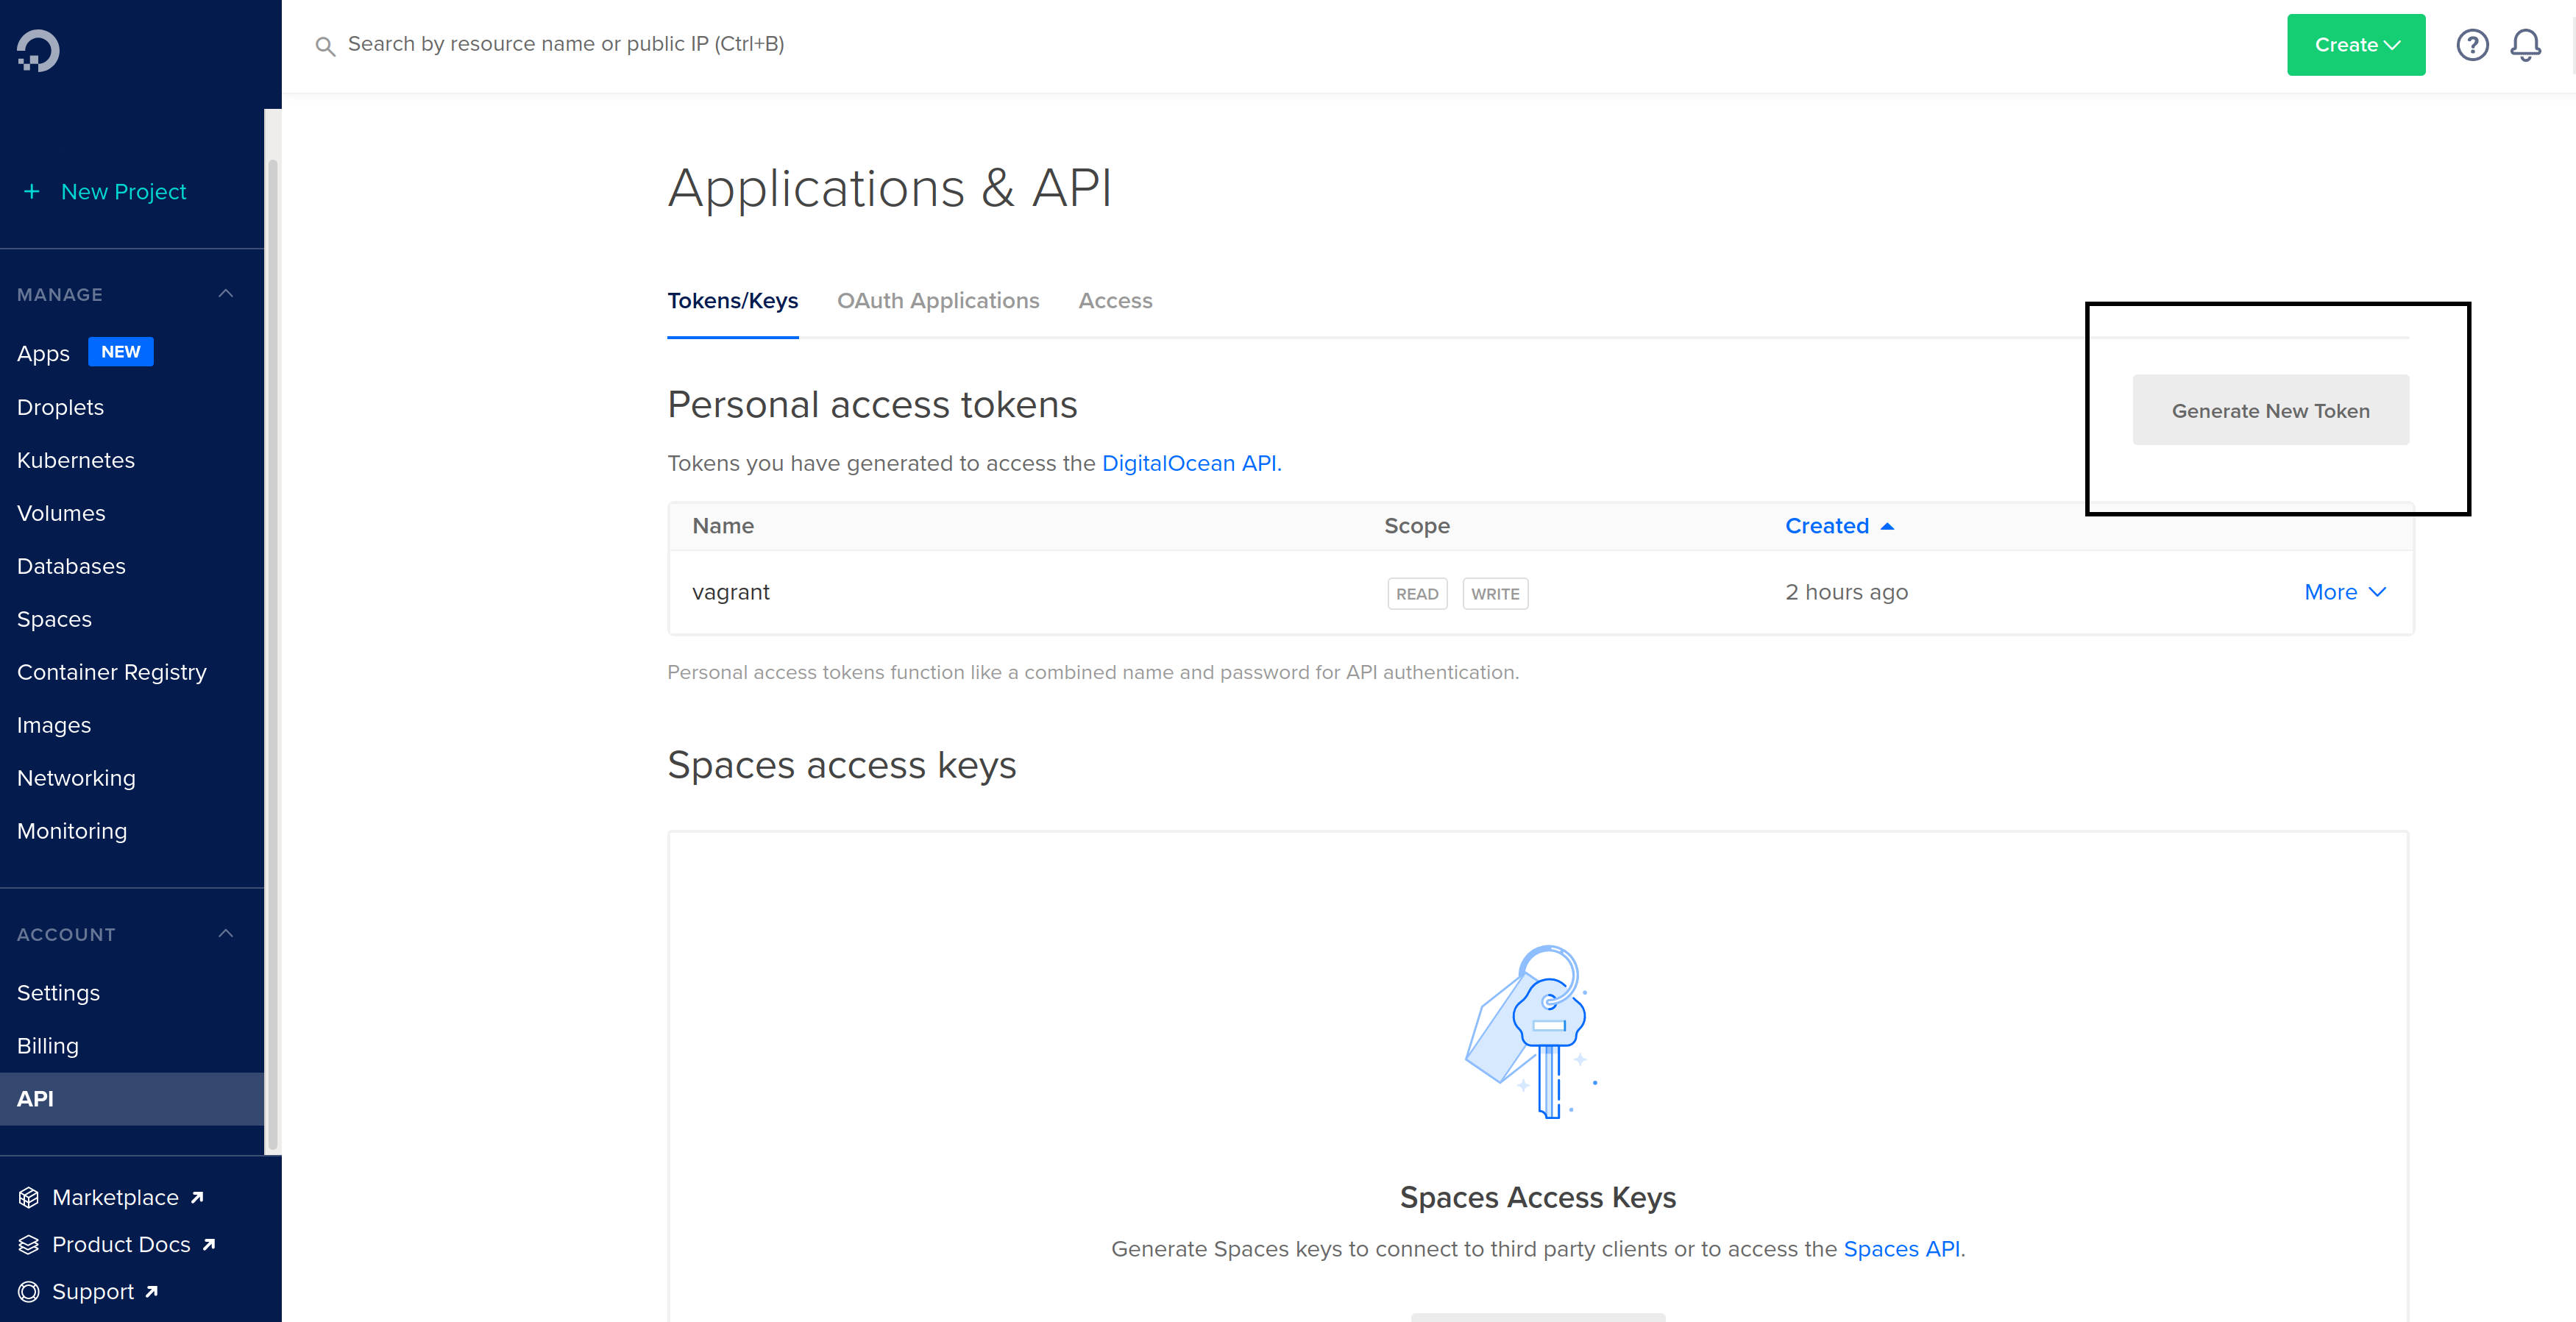 Search by resource name or public IP (Ctrl+B)
Create
?
+ New Project
MANAGE
Apps NEW
Droplets
Kubernetes
Volumes
Databases
Spaces
Container Registry
Images
Networking
Monitoring
ACCOUNT
Settings
Billing
API
Marketplace
Product Docs
Support
Applications & API
Tokens/Keys OAuth Applications Access
Personal access tokens
Generate New Token
Tokens you have generated to access the DigitalOcean API.
Name Scope Created
vagrant READ WRITE 2 hours ago More
Personal access tokens function like a combined name and password for API authentication.
Spaces access keys
Spaces Access Keys
Generate Spaces keys to connect to third party clients or to access the Spaces API.